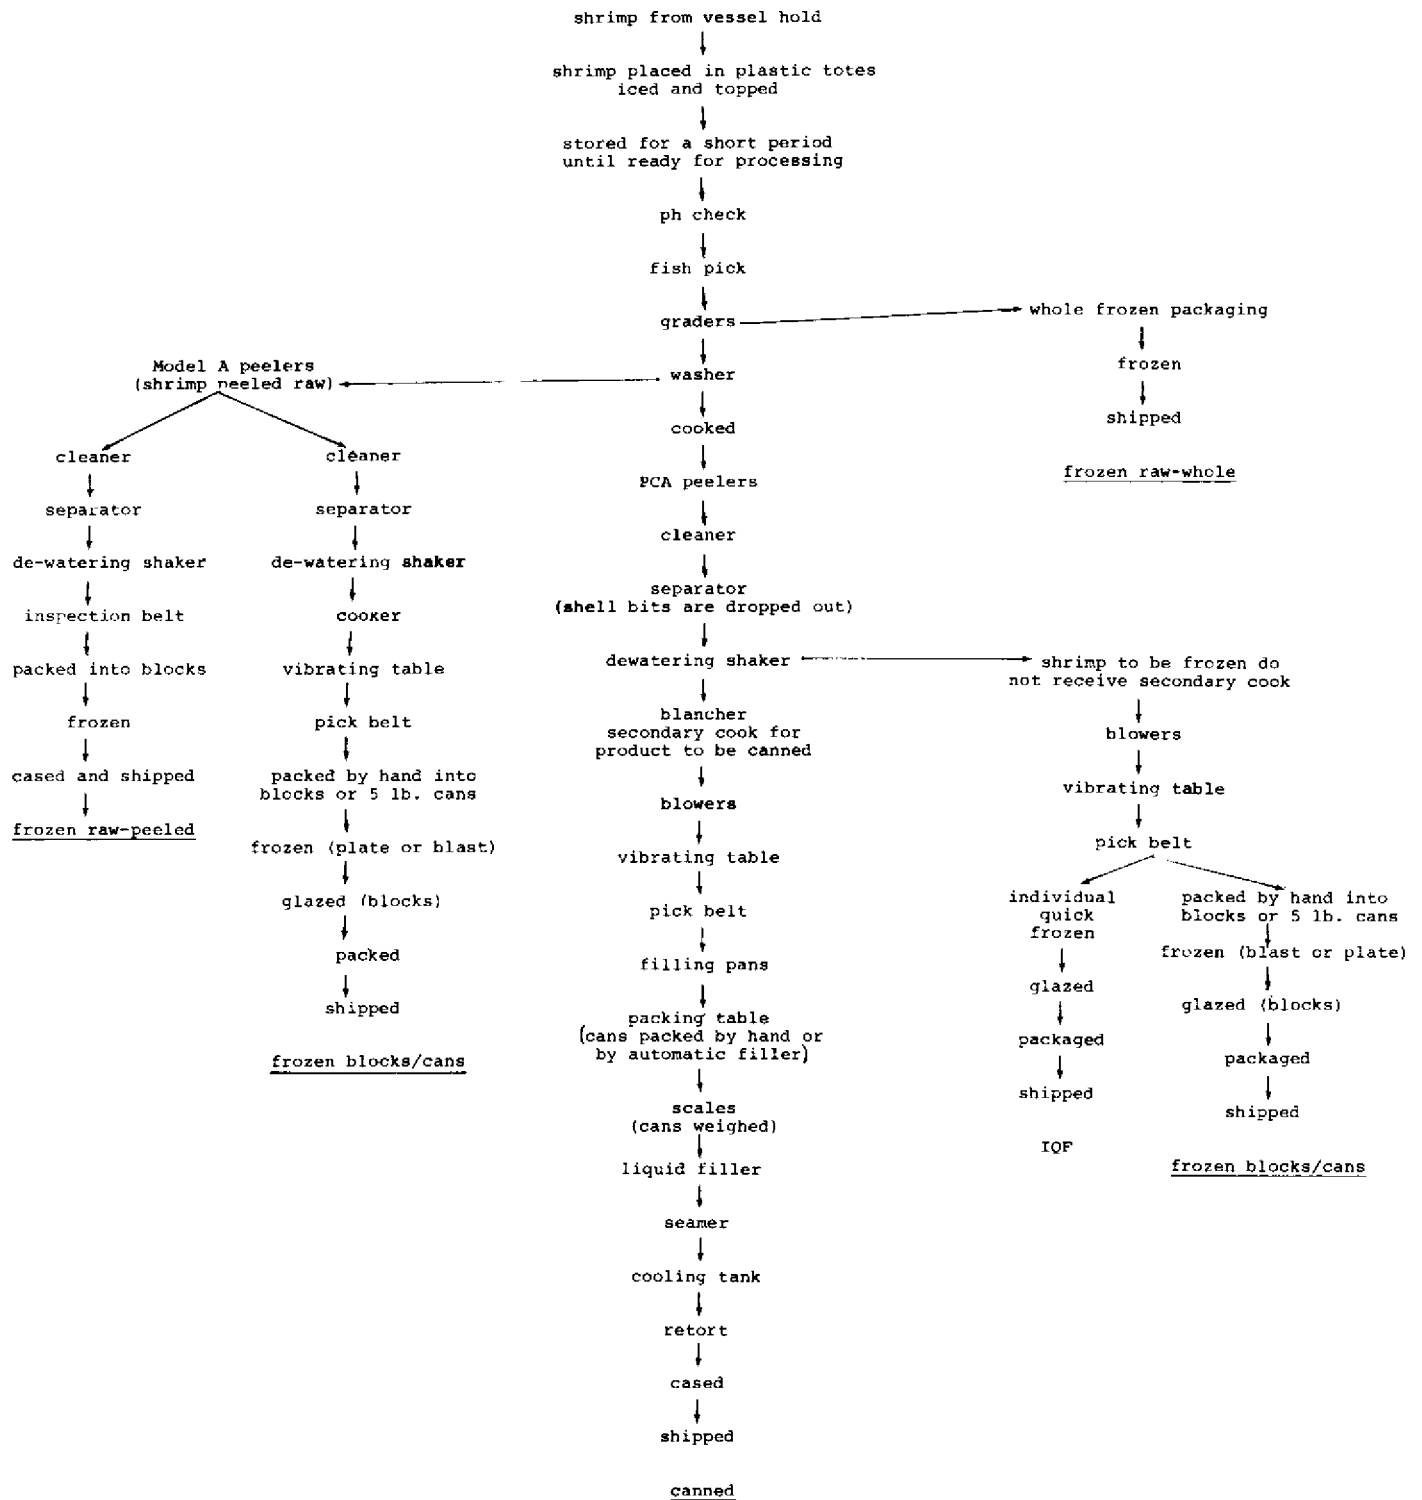 shrimp from vessel hold
shrimp placed in plastic totes
iced and topped
stored for a short period
until ready for processing
ph check
fish pick
graders
whole frozen packaging
frozen
shipped
frozen raw-whole
washer
Model A peelers
(shrimp peeled raw)
cleaner
separator
de-watering shaker
inspection belt
packed into blocks
frozen
cased and shipped
frozen raw-peeled
cleaner
separator
de-watering shaker
cooker
vibrating table
pick belt
packed by hand into
blocks or 5 lb. cans
frozen (plate or blast)
glazed (blocks)
packed
shipped
frozen blocks/cans
cooked
PCA peelers
cleaner
separator
(shell bits are dropped out)
dewatering shaker
blancher
secondary cook for
product to be canned
blowers
vibrating table
pick belt
filling pans
packing table
(cans packed by hand or
by automatic filler)
scales
(cans weighed)
liquid filler
seamer
cooling tank
retort
cased
shipped
canned
shrimp to be frozen do
not receive secondary cook
blowers
vibrating table
pick belt
individual
quick
frozen
glazed
packaged
shipped
IQF
packed by hand into
blocks or 5 lb. cans
frozen (blast or plate)
glazed (blocks)
packaged
shipped
frozen blocks/cans